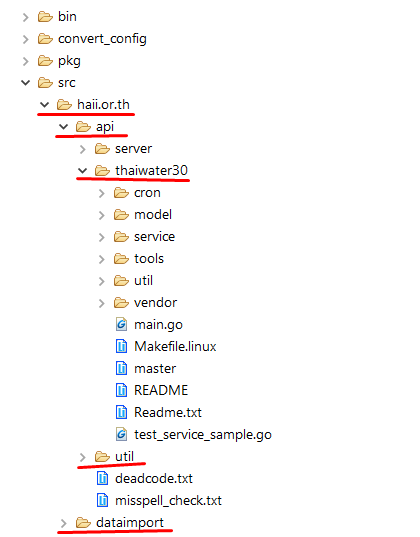 bin
convert_config
pkg
src
haii.or.th
api
server
thaiwater30
cron
model
service
tools
util
vendor
main.go
Makefile.linux
master
README
Readme.txt
test_service_sample.go
util
deadcode.txt
misspell_check.txt
dataimport